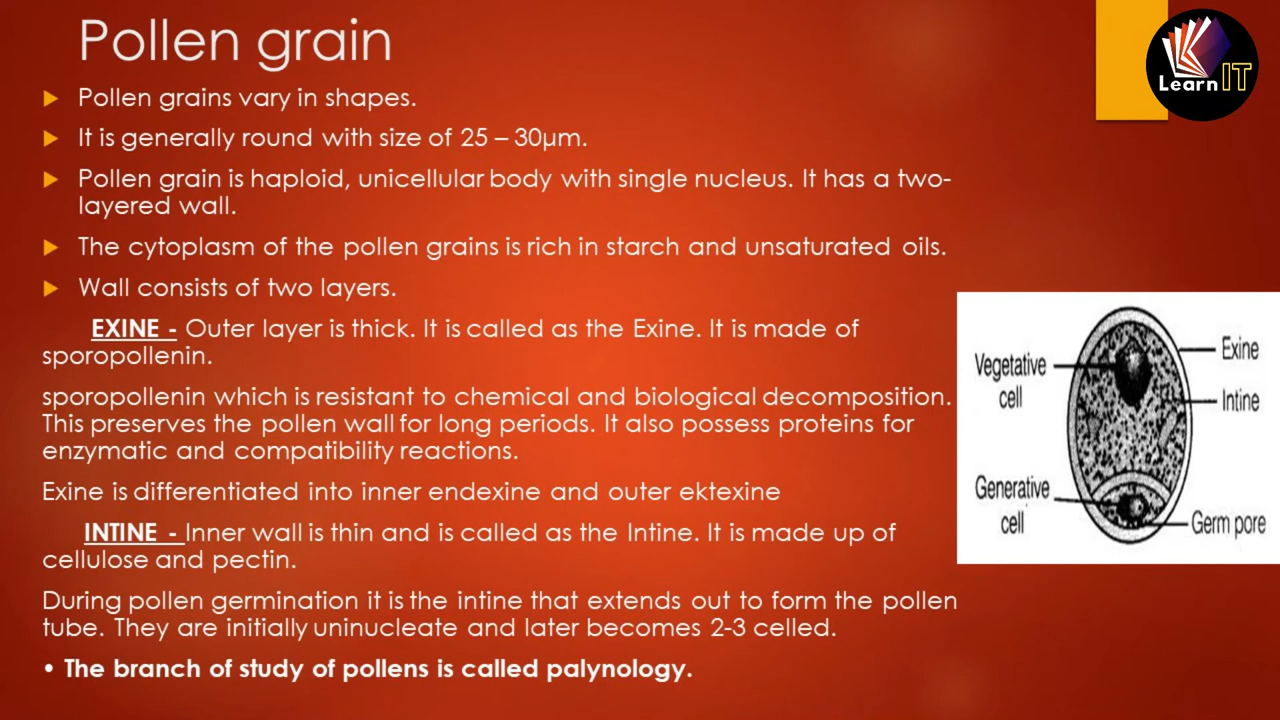 Pollen grain
Learn IT
Pollen grains vary in shapes.
It is generally round with size of 25 – 30µm.
Pollen grain is haploid, unicellular body with single nucleus. It has a two-
layered wall.
The cytoplasm of the pollen grains is rich in starch and unsaturated oils.
Wall consists of two layers.
EXINE - Outer layer is thick. It is called as the Exine. It is made of
sporopollenin.
sporopollenin which is resistant to chemical and biological decomposition.
This preserves the pollen wall for long periods. It also possess proteins for
enzymatic and compatibility reactions.
Exine is differentiated into inner endexine and outer ektexine
INTINE - Inner wall is thin and is called as the Intine. It is made up of
cellulose and pectin.
During pollen germination it is the intine that extends out to form the pollen
tube. They are initially uninucleate and later becomes 2-3 celled.
• The branch of study of pollens is called palynology.
Vegetative
cell
Generative
cell
Exine
Intine
Germ pore